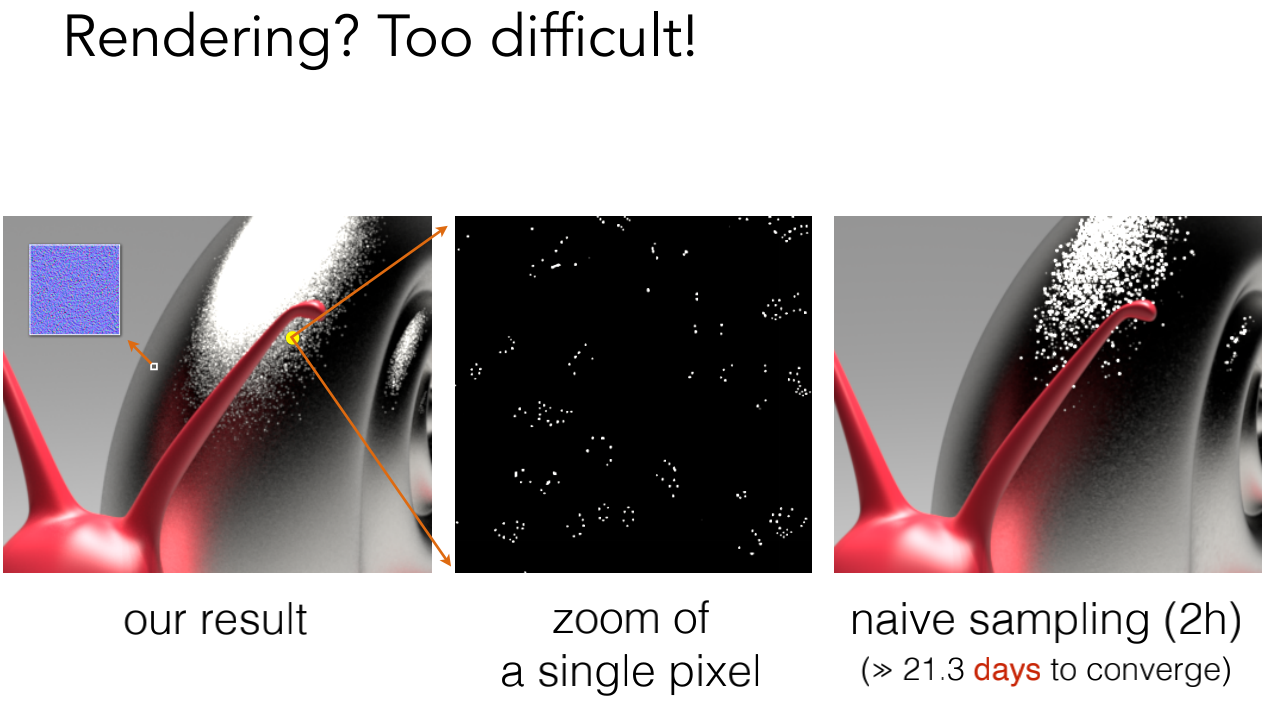 Rendering? Too difficult!
our result
zoom of
a single pixel
naive sampling (2h)
(≫ 21.3 days to converge)